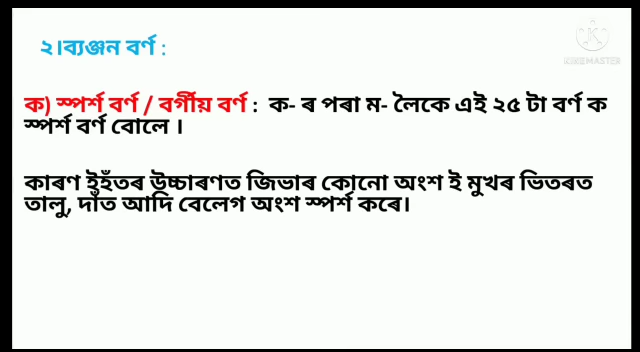 ২।ব্যঞ্জন বৰ্ণ :
KINEMASTER
ক) স্পৰ্শ বৰ্ণ / বৰ্গীয় বৰ্ণ : ক- ৰ পৰা ম- লৈকে এই ২৫ টা বৰ্ণ ক
স্পৰ্শ বৰ্ণ বোলে ।
কাৰণ ইহঁতৰ উচ্চাৰণত জিভাৰ কোনো অংশ ই মুখৰ ভিতৰত
তালু, দাঁত আদি বেলেগ অংশ স্পৰ্শ কৰে।